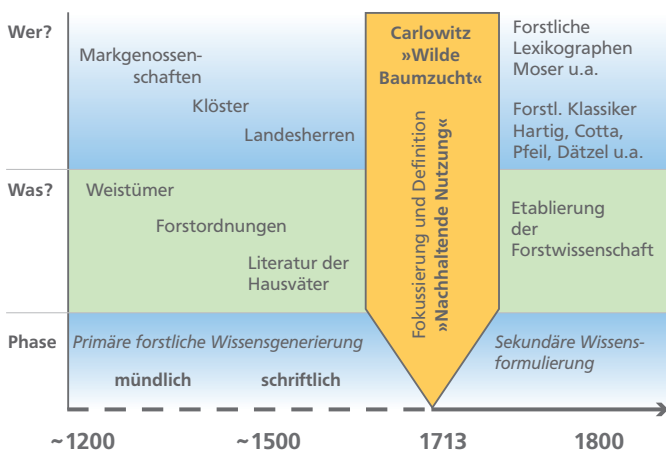 Wer?
Markgenossen-
schaften
Klöster
Landesherren
Carlowitz
»Wilde
Baumzucht«
Forstliche
Lexikographen
Moser u.a.
Forstl. Klassiker
Hartig, Cotta,
Pfeil, Dätzel u.a.
Was?
Weistümer
Forstordnungen
Literatur der
Hausväter
Fokussierung und Definition
»Nachhaltende Nutzung«
Etablierung
der
Forstwissenschaft
Phase
Primäre forstliche Wissensgenerierung
mündlich
schriftlich
Sekundäre Wissens-
formulierung
~1200
~1500
1713
1800